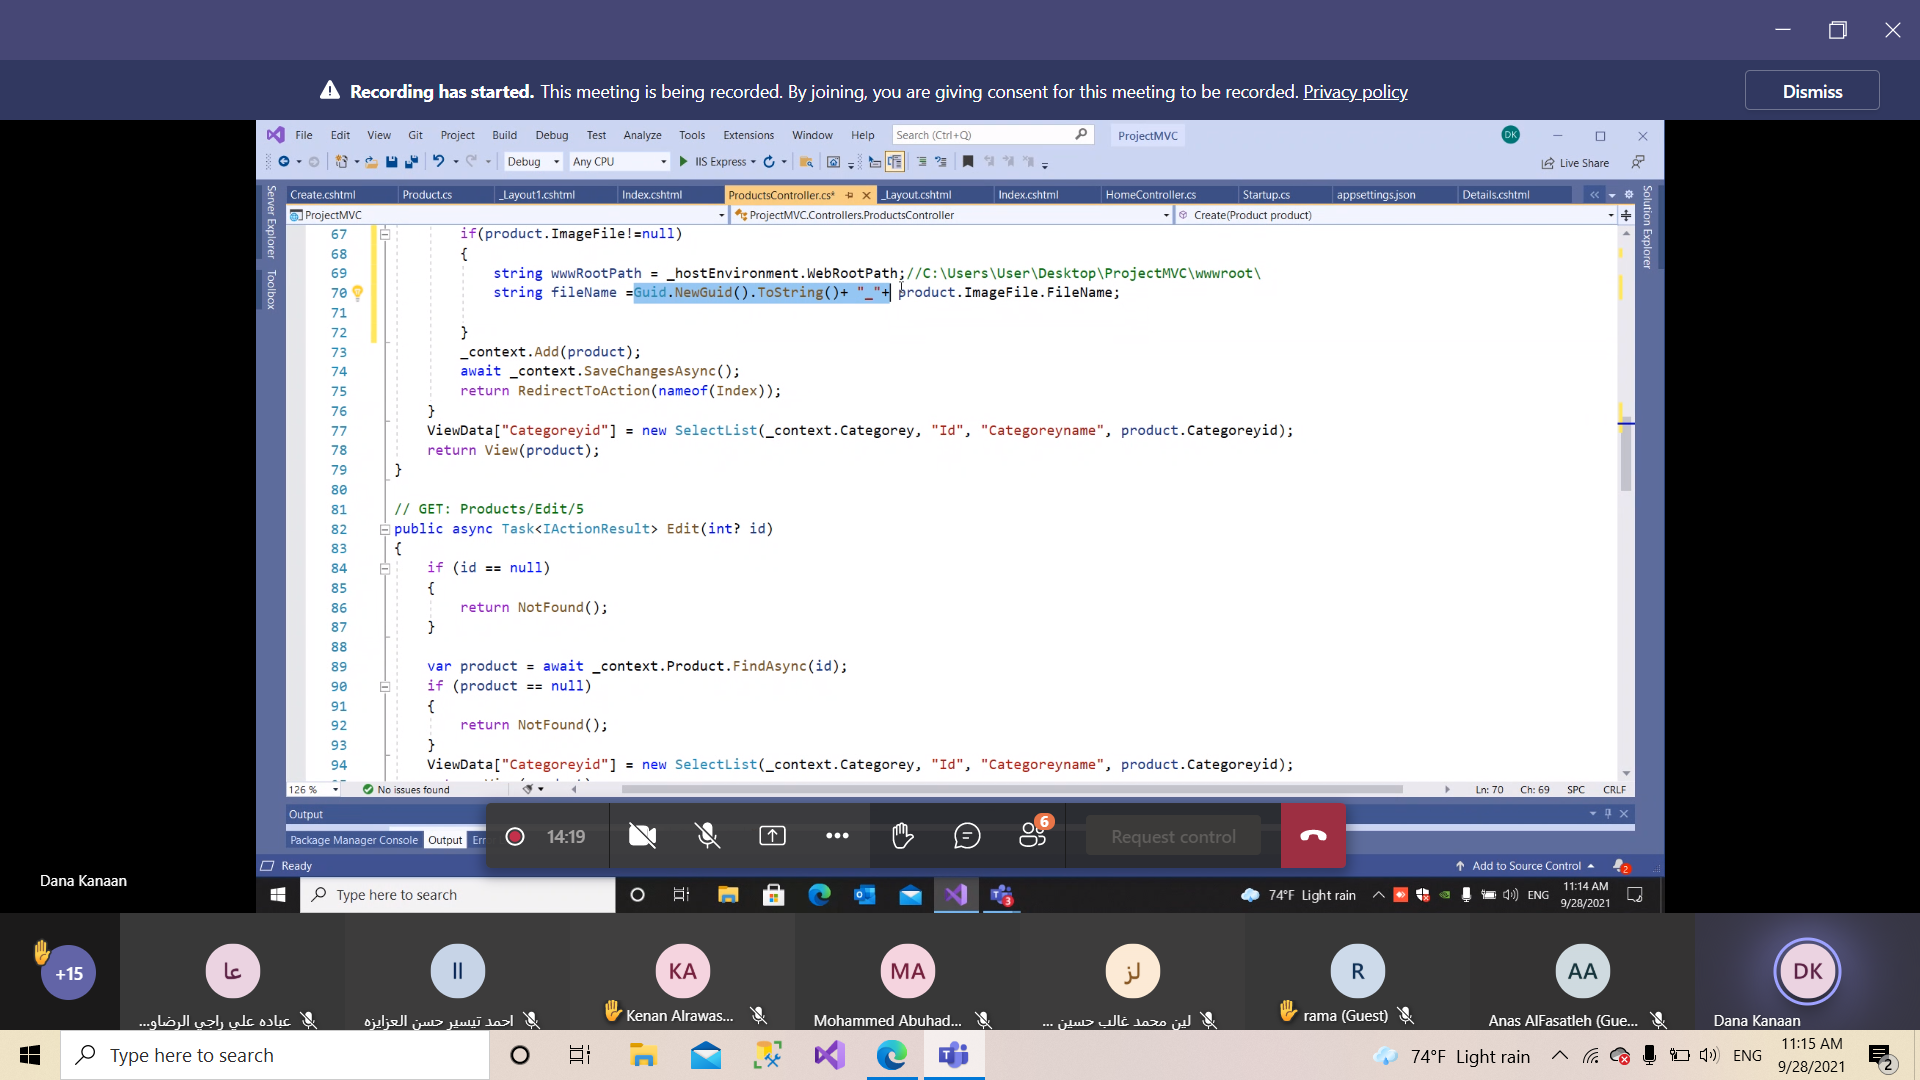 Recording has started. This meeting is being recorded. By joining, you are giving consent for this meeting to be recorded. Privacy policy
Dismiss
File Edit View Git Project Build Debug Test Analyze Tools Extensions Window Help Search (Ctrl+Q) ProjectMVC DK
Debug Any CPU IIS Express Live Share
Create.cshtml Product.cs _Layout1.cshtml Index.cshtml ProductsController.cs* _Layout.cshtml Index.cshtml HomeController.cs Startup.cs appsettings.json Details.cshtml
ProjectMVC ProjectMVC.Controllers.ProductsController Create(Product product)
Server Explorer
Toolbox
Solution Explorer
67 if(product.ImageFile!=null)
68 {
69 string wwwRootPath = _hostEnvironment.WebRootPath;//C:\Users\User\Desktop\ProjectMVC\wwwroot\
70 string fileName =Guid.NewGuid().ToString()+ "_"+ product.ImageFile.FileName;
71
72 }
73 _context.Add(product);
74 await _context.SaveChangesAsync();
75 return RedirectToAction(nameof(Index));
76 }
77 ViewData["Categoreyid"] = new SelectList(_context.Categorey, "Id", "Categoreyname", product.Categoreyid);
78 return View(product);
79 }
80
81 // GET: Products/Edit/5
82 public async Task<IActionResult> Edit(int? id)
83 {
84 if (id == null)
85 {
86 return NotFound();
87 }
88
89 var product = await _context.Product.FindAsync(id);
90 if (product == null)
91 {
92 return NotFound();
93 }
94 ViewData["Categoreyid"] = new SelectList(_context.Categorey, "Id", "Categoreyname", product.Categoreyid);
126 % No issues found Ln: 70 Ch: 69 SPC CRLF
Output
Package Manager Console Output
14:19 6 Request control
Ready Add to Source Control 2
Dana Kanaan
Type here to search 3 74°F Light rain ENG 11:14 AM
9/28/2021
+15 عا اا KA MA لز R AA DK
عباده علي راجي الرضاو... احمد تيسير حسن العزايزه Kenan Alrawas... Mohammed Abuhad... لين محمد غالب حسين ... rama (Guest) Anas AlFasatleh (Gue... Dana Kanaan
Type here to search 74°F Light rain ENG 11:15 AM
9/28/2021 2